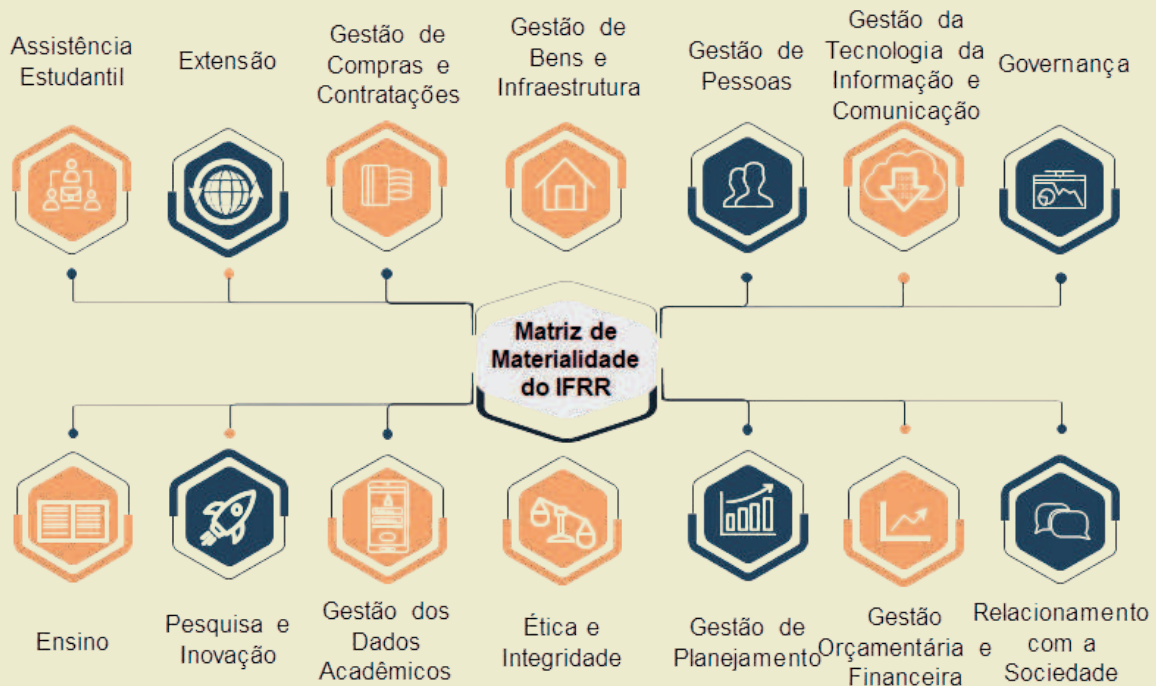 Assistência
Estudantil
Extensão
Gestão de
Compras e
Contratações
Gestão de
Bens e
Infraestrutura
Gestão de
Pessoas
Gestão da
Tecnologia da
Informação e
Comunicação
Governança
Matriz de
Materialidade
do IFRR
Ensino
Pesquisa e
Inovação
Gestão dos
Dados
Acadêmicos
Ética e
Integridade
Gestão de
Planejamento
Gestão
Orçamentária e
Financeira
Relacionamento
com a
Sociedade